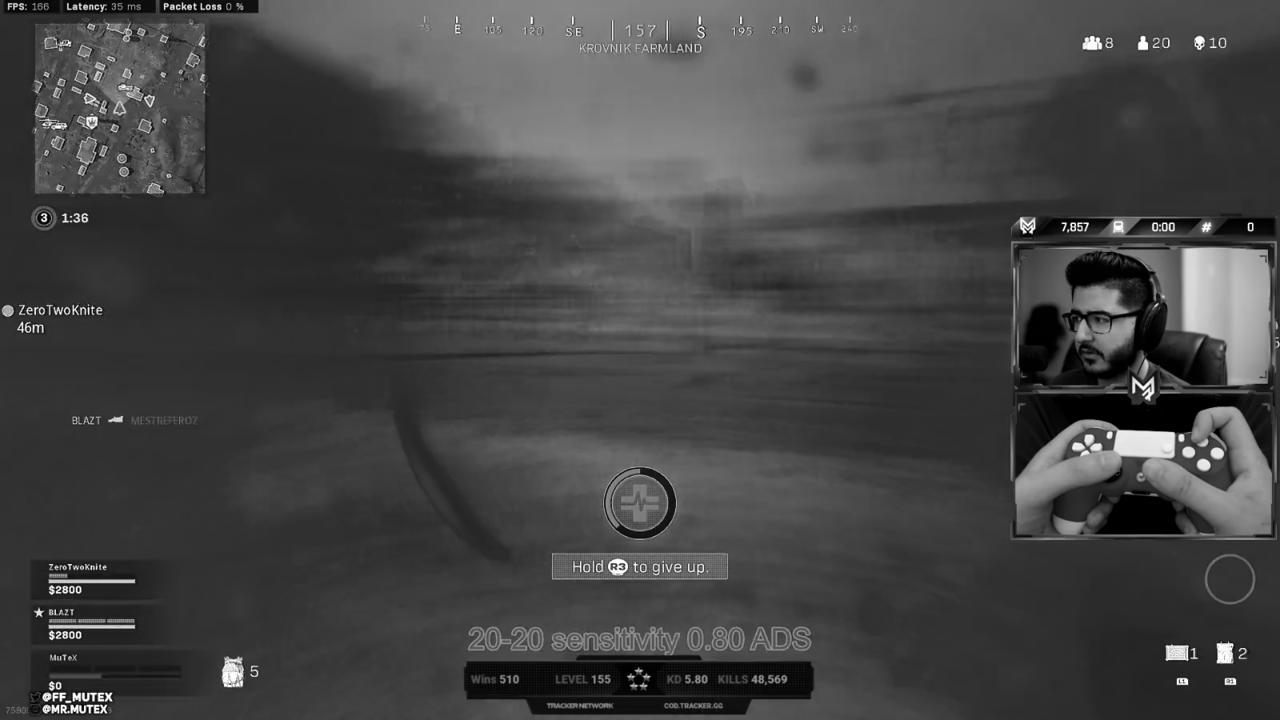 FPS: 166 Latency: 35 ms Packet Loss 0 %
75 E 105 120 SE 157 S 195 210 SW 240
KROVNIK FARMLAND
8 20 10
3 1:36
7,857 0:00 # 0
ZeroTwoKnite
46m
BLAZT MESTREFEROZ
Hold R3 to give up.
ZeroTwoKnite
$2800
BLAZT
$2800
MuTeX
$0
5
1 2
L1 R1
20-20 sensitivity 0.80 ADS
Wins 510 LEVEL 155 KD 5.80 KILLS 48,569
TRACKER NETWORK COD.TRACKER.GG
@FF_MUTEX
@MR.MUTEX